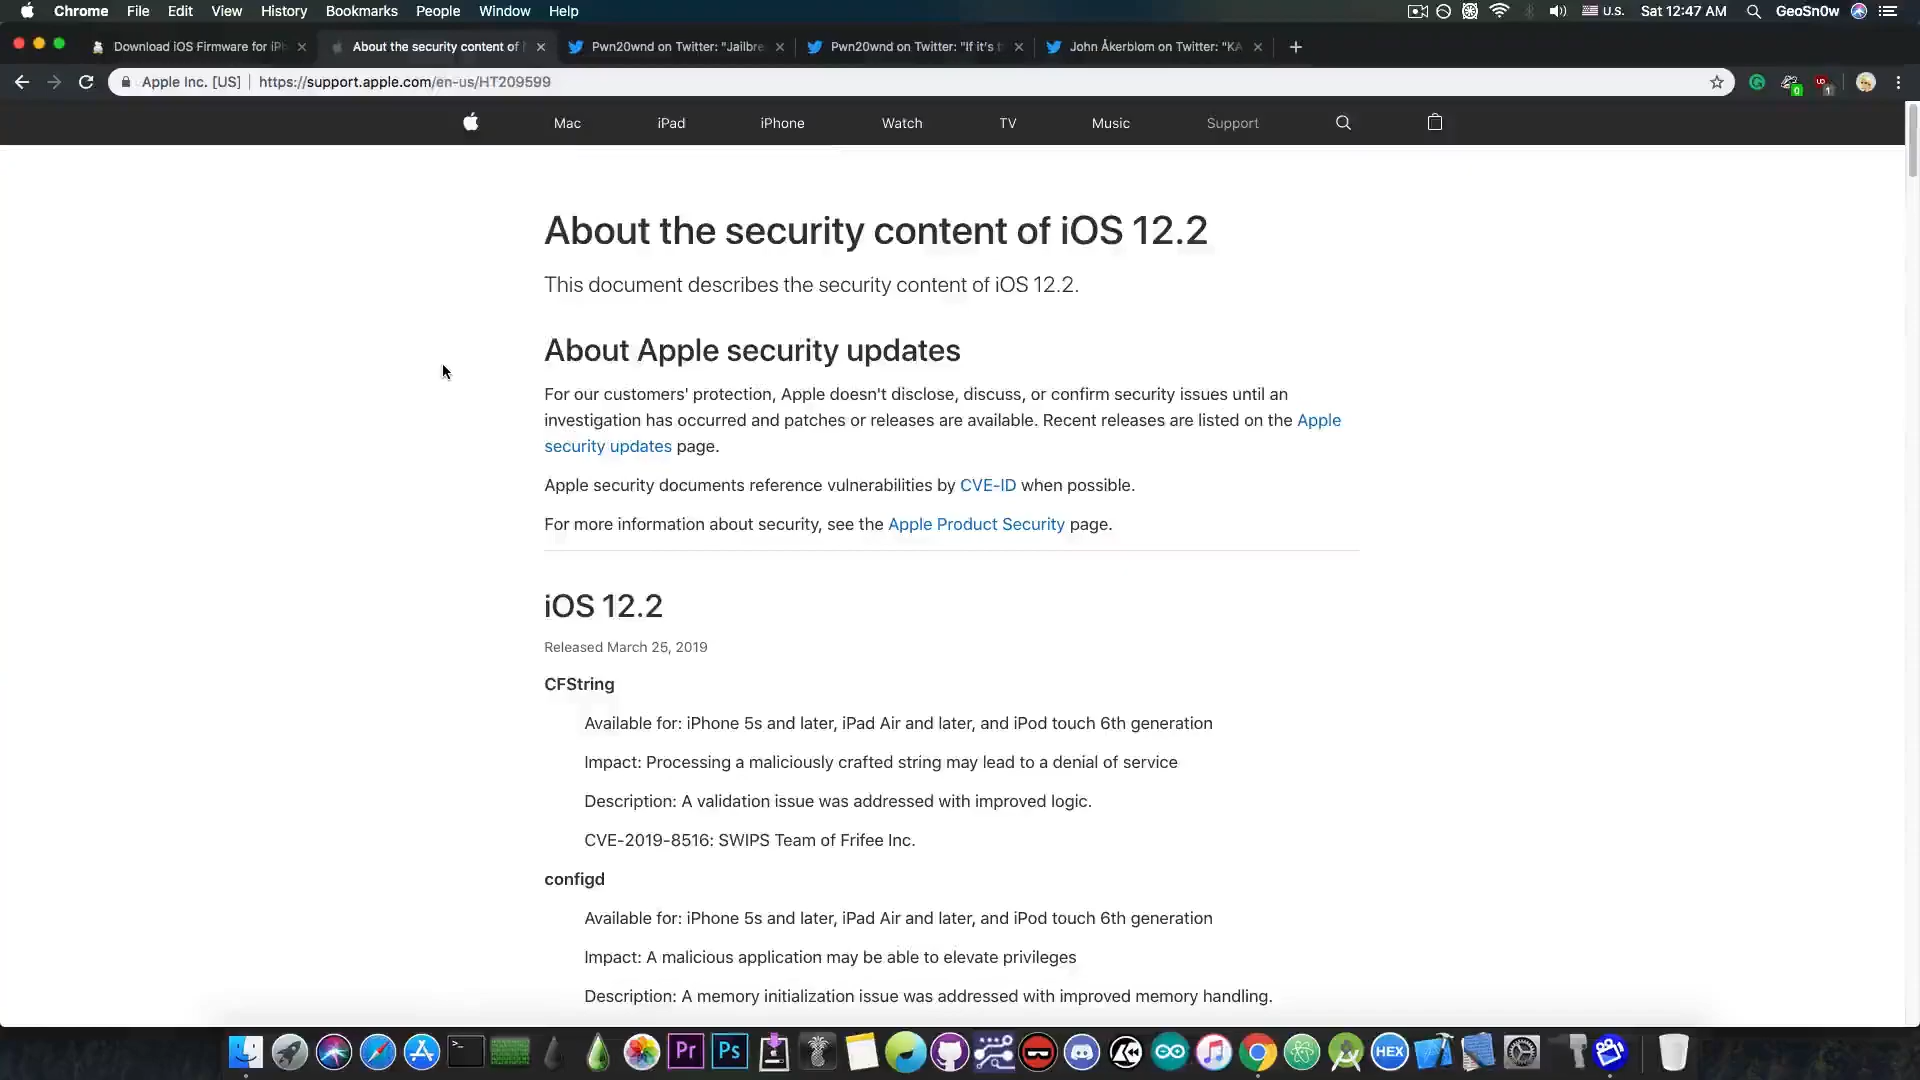 Chrome File Edit View History Bookmarks People Window Help U.S. Sat 12:47 AM GeoSn0w
Download iOS Firmware for iPh About the security content of i Pwn20wnd on Twitter: "Jailbre Pwn20wnd on Twitter: "If it's t John Åkerblom on Twitter: "KA
Apple Inc. [US] https://support.apple.com/en-us/HT209599
Mac iPad iPhone Watch TV Music Support
About the security content of iOS 12.2
This document describes the security content of iOS 12.2.
About Apple security updates
For our customers' protection, Apple doesn't disclose, discuss, or confirm security issues until an
investigation has occurred and patches or releases are available. Recent releases are listed on the Apple
security updates page.
Apple security documents reference vulnerabilities by CVE-ID when possible.
For more information about security, see the Apple Product Security page.
iOS 12.2
Released March 25, 2019
CFString
Available for: iPhone 5s and later, iPad Air and later, and iPod touch 6th generation
Impact: Processing a maliciously crafted string may lead to a denial of service
Description: A validation issue was addressed with improved logic.
CVE-2019-8516: SWIPS Team of Frifee Inc.
configd
Available for: iPhone 5s and later, iPad Air and later, and iPod touch 6th generation
Impact: A malicious application may be able to elevate privileges
Description: A memory initialization issue was addressed with improved memory handling.
Pr Ps HEX